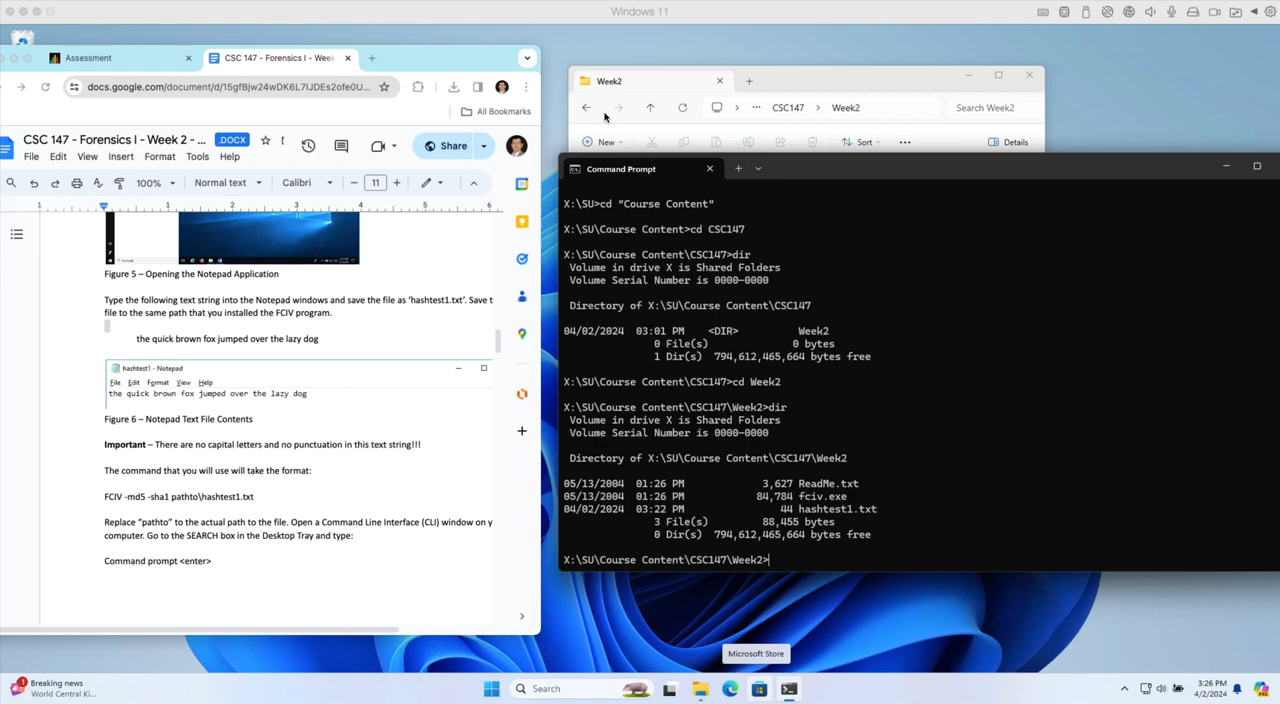 Windows 11
Assessment
CSC 147 - Forensics I - Week
docs.google.com/document/d/15gfBjw24wDK6L7IJDEs2ofe0U...
All Bookmarks
CSC 147 - Forensics I - Week 2 - ...
.DOCX
Share
File Edit View Insert Format Tools Help
100% Normal text Calibri 11
1 1 2 3 4 5 6
Figure 5 – Opening the Notepad Application
Type the following text string into the Notepad windows and save the file as ‘hashtest1.txt’. Save t
file to the same path that you installed the FCIV program.
the quick brown fox jumped over the lazy dog
hashtest1 - Notepad
File Edit Format View Help
the quick brown fox jumped over the lazy dog
Figure 6 – Notepad Text File Contents
Important – There are no capital letters and no punctuation in this text string!!!
The command that you will use will take the format:
FCIV -md5 -sha1 pathto\hashtest1.txt
Replace “pathto” to the actual path to the file. Open a Command Line Interface (CLI) window on y
computer. Go to the SEARCH box in the Desktop Tray and type:
Command prompt <enter>
Week2
CSC147 > Week2
Search Week2
New
Sort
Details
Command Prompt
X:\SU>cd "Course Content"
X:\SU\Course Content>cd CSC147
X:\SU\Course Content\CSC147>dir
Volume in drive X is Shared Folders
Volume Serial Number is 0000-0000
Directory of X:\SU\Course Content\CSC147
04/02/2024 03:01 PM <DIR> Week2
0 File(s) 0 bytes
1 Dir(s) 794,612,465,664 bytes free
X:\SU\Course Content\CSC147>cd Week2
X:\SU\Course Content\CSC147\Week2>dir
Volume in drive X is Shared Folders
Volume Serial Number is 0000-0000
Directory of X:\SU\Course Content\CSC147\Week2
05/13/2004 01:26 PM 3,627 ReadMe.txt
05/13/2004 01:26 PM 84,784 fciv.exe
04/02/2024 03:22 PM 44 hashtest1.txt
3 File(s) 88,455 bytes
0 Dir(s) 794,612,465,664 bytes free
X:\SU\Course Content\CSC147\Week2>
Microsoft Store
1
Breaking news
World Central Ki...
Search
3:26 PM
4/2/2024